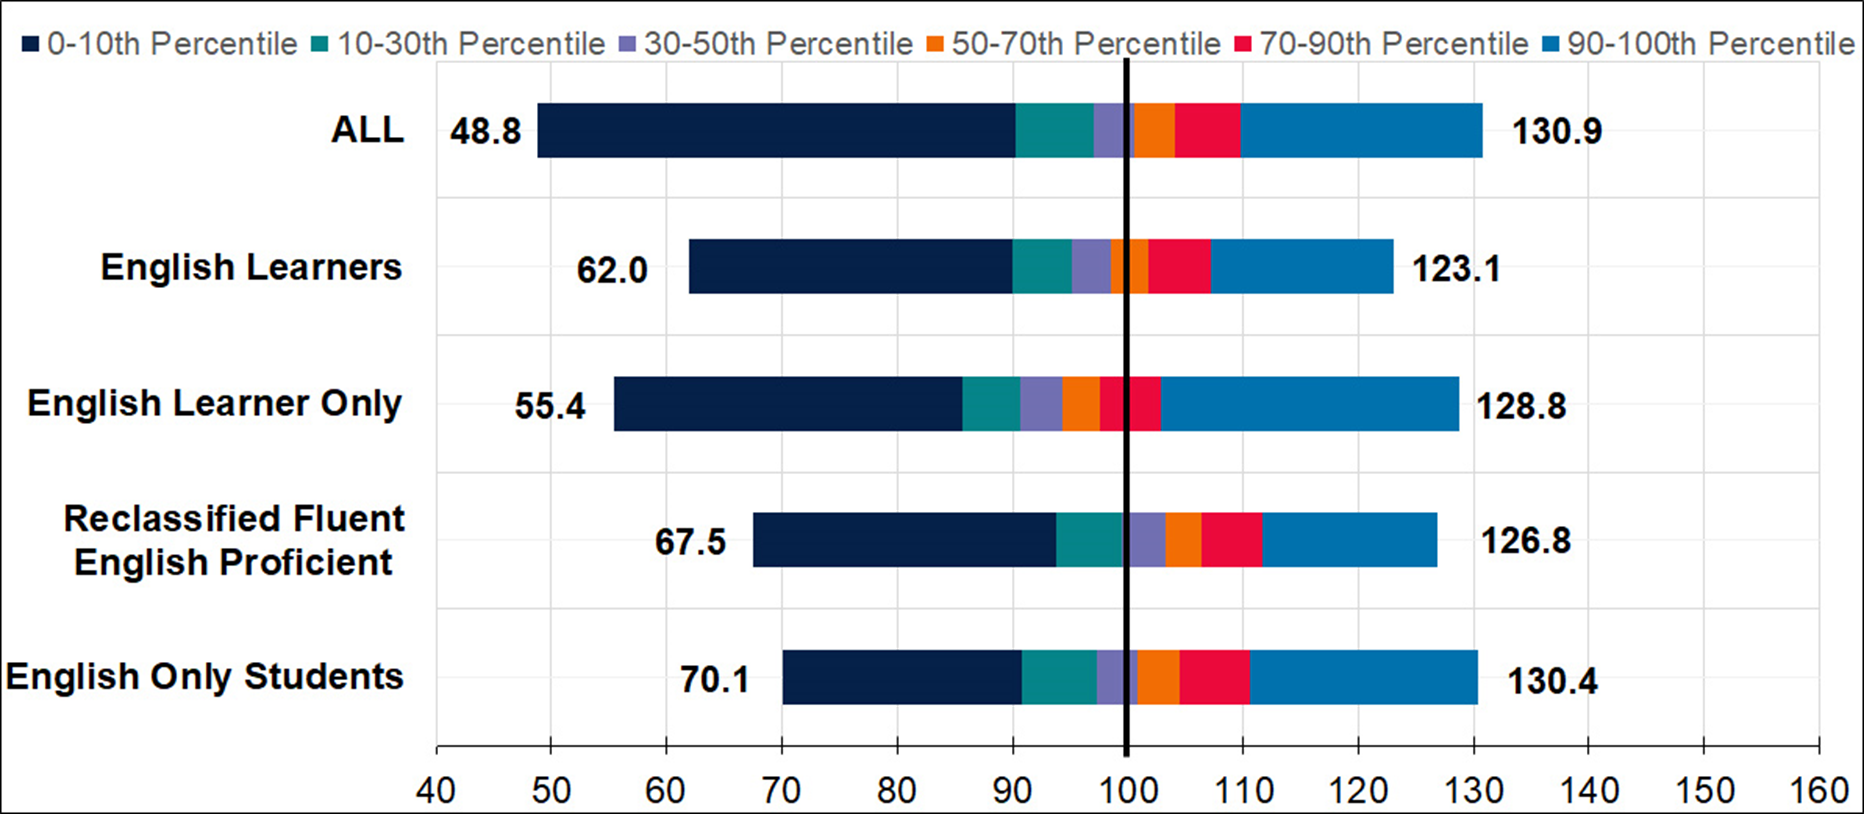 0-10th Percentile 10-30th Percentile 30-50th Percentile 50-70th Percentile 70-90th Percentile 90-100th Percentile
ALL 48.8 130.9
English Learners 62.0 123.1
English Learner Only 55.4 128.8
Reclassified Fluent
English Proficient 67.5 126.8
English Only Students 70.1 130.4
40 50 60 70 80 90 100 110 120 130 140 150 160